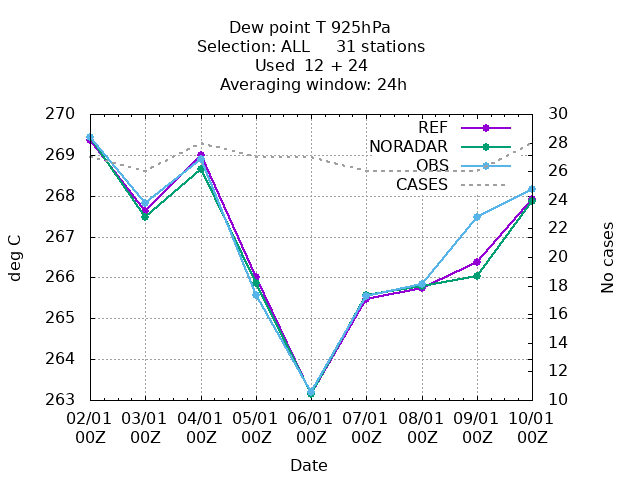 Dew point T 925hPa
Selection: ALL     31 stations
Used  12 + 24
Averaging window: 24h
270
269
268
267
266
265
264
263
deg C
30
28
26
24
22
20
18
16
14
12
10
No cases
REF
NORADAR
OBS
CASES
02/01 03/01 04/01 05/01 06/01 07/01 08/01 09/01 10/01
00Z 00Z 00Z 00Z 00Z 00Z 00Z 00Z 00Z
Date